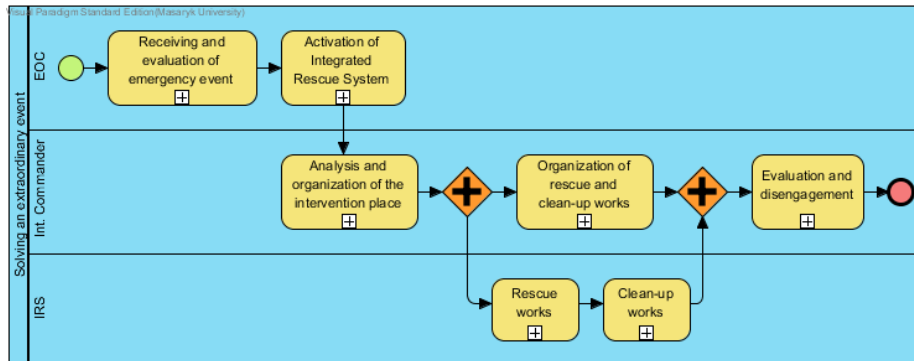 Visual Paradigm Standard Edition(Masaryk University)
Solving an extraordinary event
EOC
Receiving and
evaluation of
emergency event
Activation of
Integrated
Rescue System
Int. Commander
Analysis and
organization of the
intervention place
Organization of
rescue and
clean-up works
Evaluation and
disengagement
IRS
Rescue
works
Clean-up
works